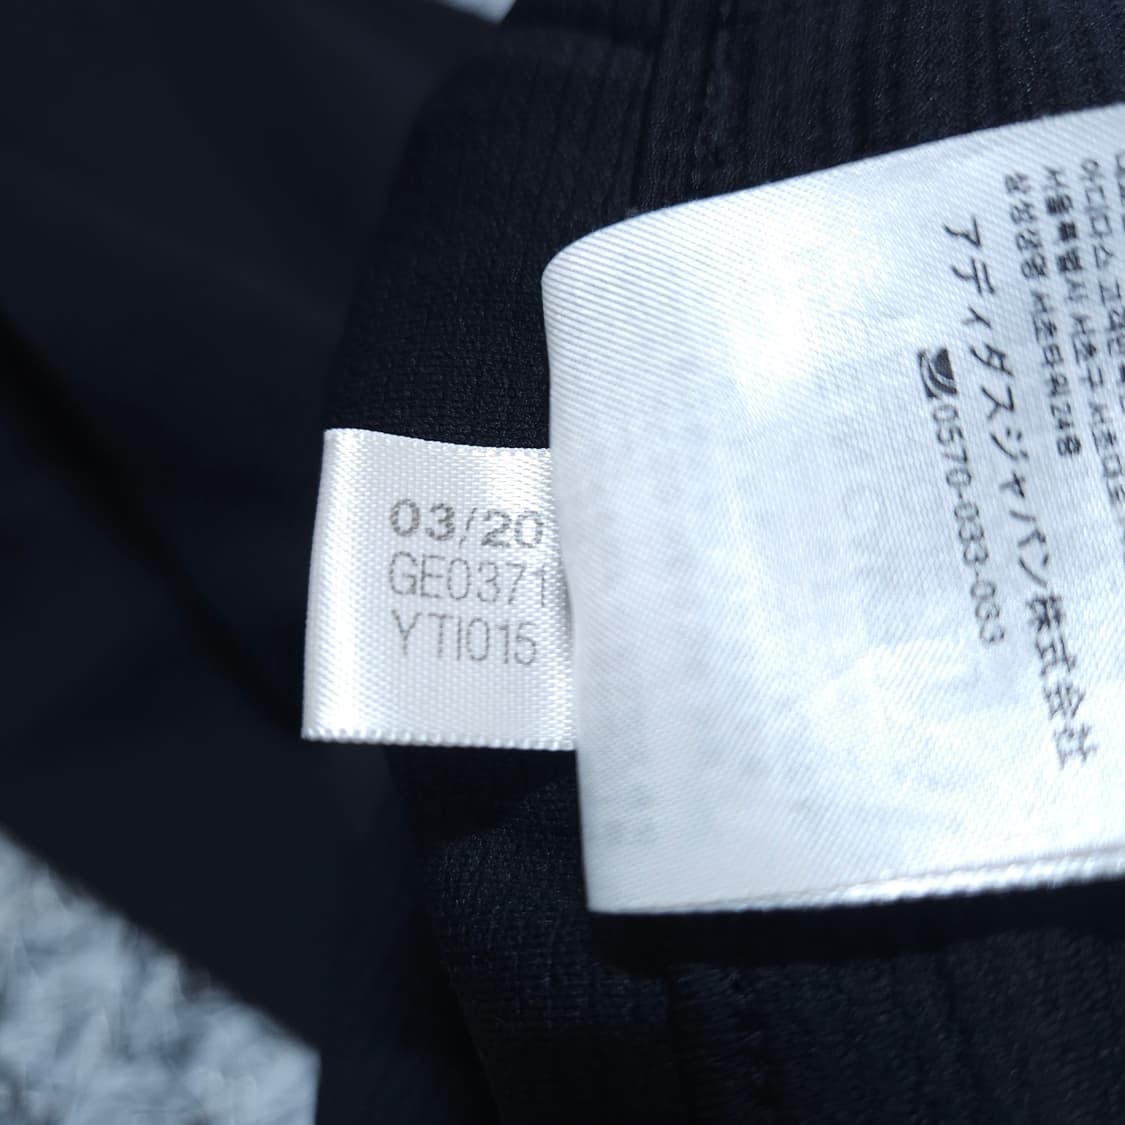 03/20
GE0371
YTI015
アディダスジャパン株式会社
0570-033-033
삼성생명 서초타워24층
서울특별시 서초구 서초대로
아디다스 코리아